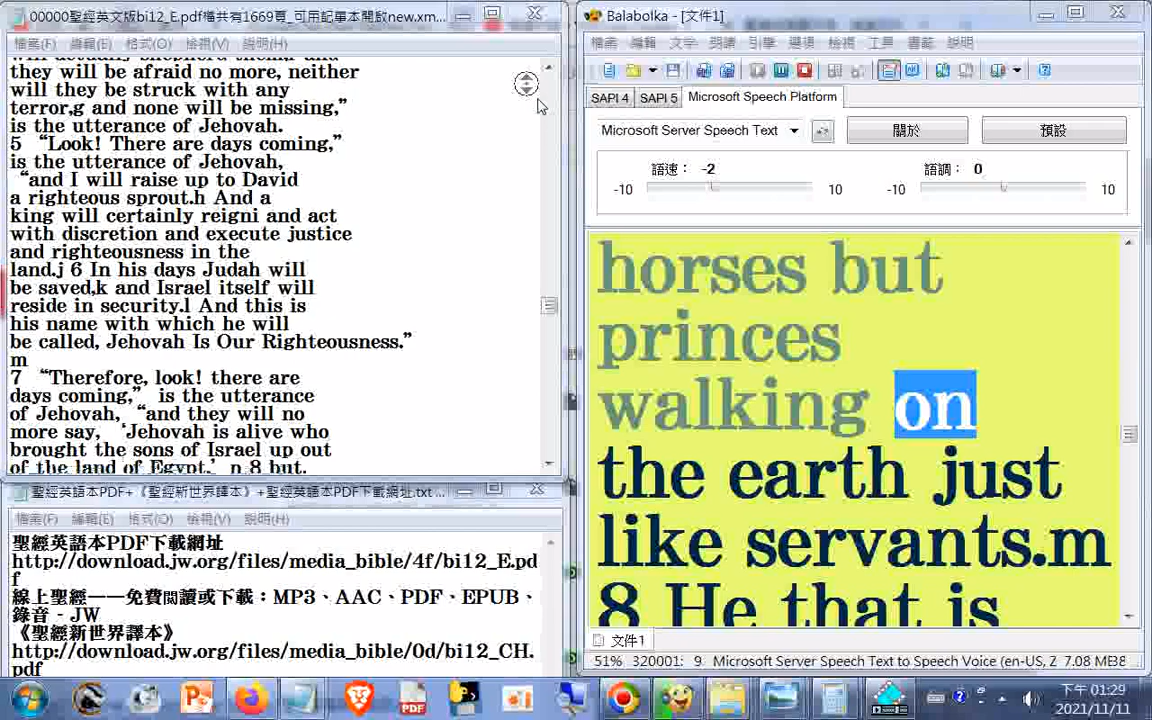 00000聖經英文版bi12_E.pdf檔共有1669頁_可用記事本開啟new.xm...
檔案(F) 編輯(E) 格式(O) 檢視(V) 說明(H)
they will be afraid no more, neither
will they be struck with any
terror,g and none will be missing,”
is the utterance of Jehovah.
5 “Look! There are days coming,”
is the utterance of Jehovah,
“and I will raise up to David
a righteous sprout.h And a
king will certainly reigni and act
with discretion and execute justice
and righteousness in the
land.j 6 In his days Judah will
be saved,k and Israel itself will
reside in security.l And this is
his name with which he will
be called, Jehovah Is Our Righteousness.”
m
7 “Therefore, look! there are
days coming,” is the utterance
of Jehovah, “and they will no
more say, ‘Jehovah is alive who
brought the sons of Israel up out
of the land of Egypt,’ n 8 but,
聖經英語本PDF+《聖經新世界譯本》+聖經英語本PDF下載網址.txt ...
檔案(F) 編輯(E) 格式(O) 檢視(V) 說明(H)
聖經英語本PDF下載網址
http://download.jw.org/files/media_bible/4f/bi12_E.pd
f
線上聖經——免費閱讀或下載：MP3、AAC、PDF、EPUB、
錄音 - JW
《聖經新世界譯本》
http://download.jw.org/files/media_bible/0d/bi12_CH.
pdf
Balabolka - [文件1]
檔案 編輯 文字 朗讀 引擎 選項 檢視 工具 書籤 說明
SAPI 4 SAPI 5 Microsoft Speech Platform
Microsoft Server Speech Text 關於 預設
語速： -2 語調： 0
-10 10 -10 10
horses but
princes
walking on
the earth just
like servants.m
8 He that is
文件1
51% 320001: 9 Microsoft Server Speech Text to Speech Voice (en-US, Z 7.08 MB
下午 01:29
2021/11/11